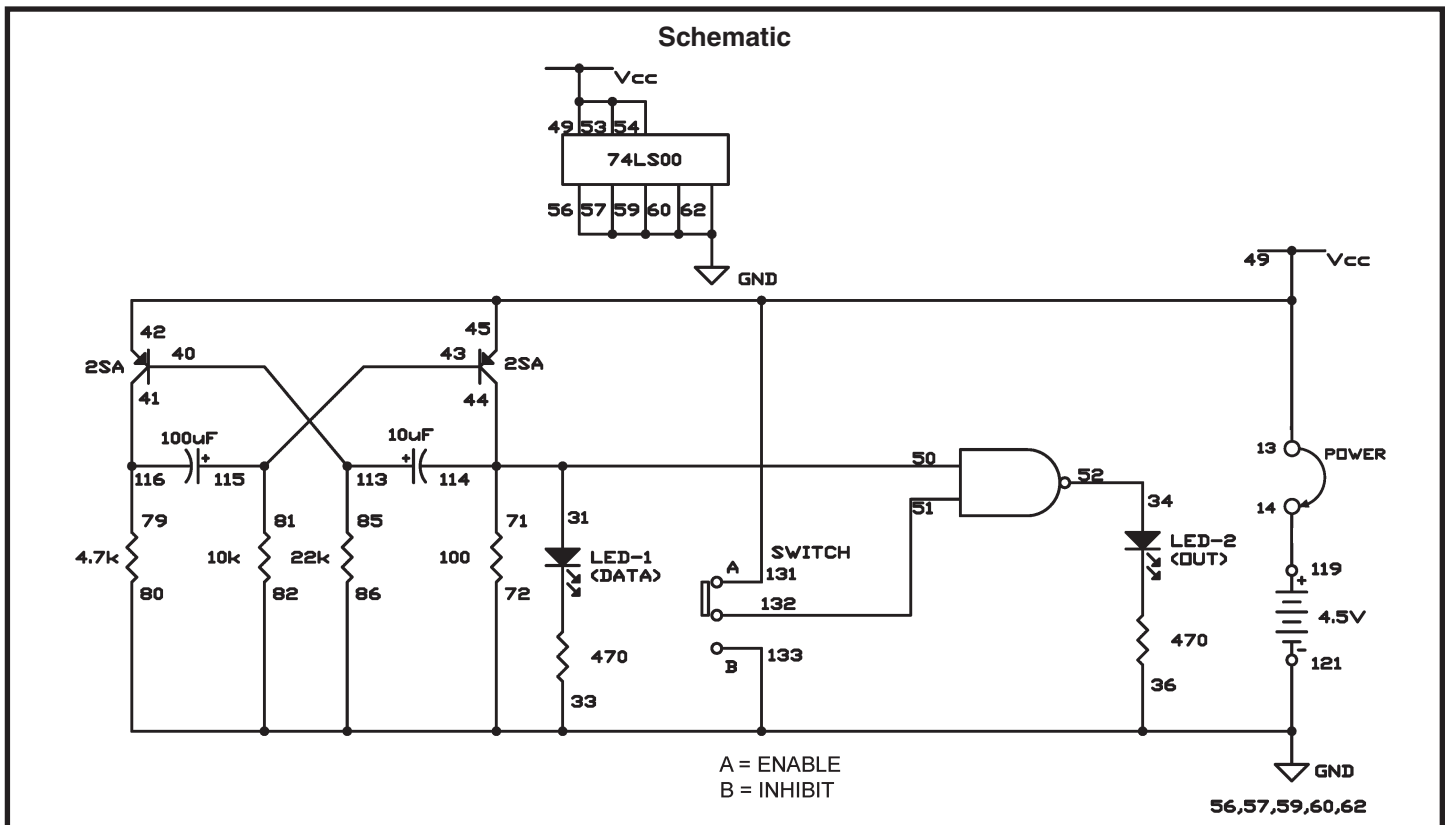 Schematic
Vcc
49 53 54
74LS00
56 57 59 60 62
GND
49 Vcc
42 45
2SA 40 43 2SA
41 44
100uF 10uF
+ +
116 115 113 114
50
51
52
13 POWER
14
79 81 85 71 31 34
4.7k 10k 22k 100 LED-1
(DATA)
80 82 86 72
SWITCH
A 131
132
B 133
LED-2
(OUT)
119
+
4.5V
-
121
470 470
33 36
A = ENABLE
B = INHIBIT
GND
56,57,59,60,62